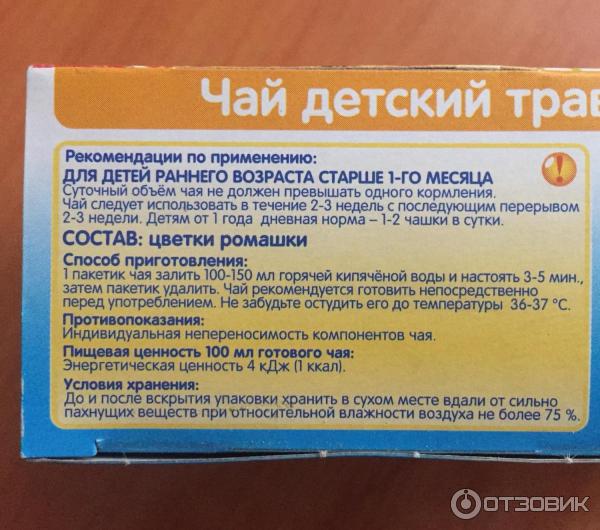 Чай детский трав
Рекомендации по применению:
ДЛЯ ДЕТЕЙ РАННЕГО ВОЗРАСТА СТАРШЕ 1-ГО МЕСЯЦА
Суточный объём чая не должен превышать одного кормления.
Чай следует использовать в течение 2-3 недель с последующим перерывом
2-3 недели. Детям от 1 года дневная норма – 1-2 чашки в сутки.
СОСТАВ: цветки ромашки
Способ приготовления:
1 пакетик чая залить 100-150 мл горячей кипячёной воды и настоять 3-5 мин.,
затем пакетик удалить. Чай рекомендуется готовить непосредственно
перед употреблением. Не забудьте остудить его до температуры 36-37 °С.
Противопоказания:
Индивидуальная непереносимость компонентов чая.
Пищевая ценность 100 мл готового чая:
Энергетическая ценность 4 кДж (1 ккал).
Условия хранения:
До и после вскрытия упаковки хранить в сухом месте вдали от сильно
пахнущих веществ при относительной влажности воздуха не более 75 %.
ОТЗОВИК